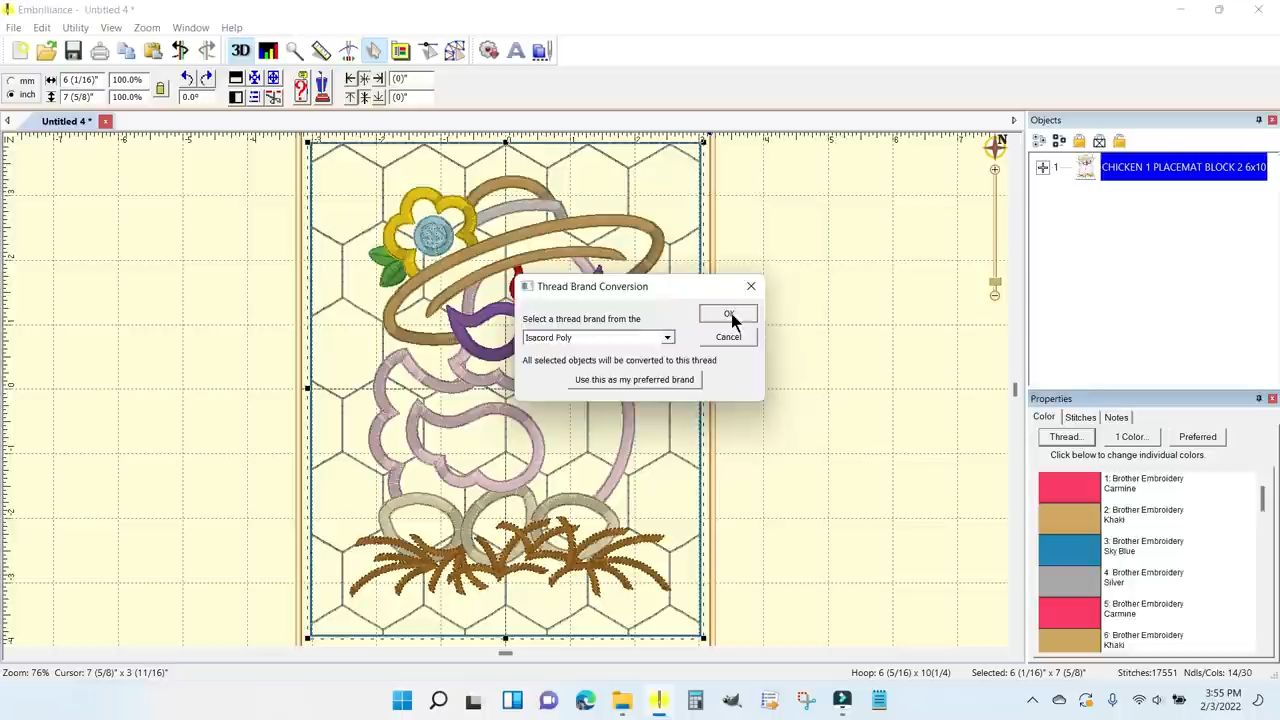 Embrilliance - Untitled 4 *
File Edit Utility View Zoom Window Help
3D
mm 6 (1/16)" 100.0% (0)"
inch 7 (5/8)" 100.0% 0.0° (0)"
Untitled 4 * x
Objects
N
1 CHICKEN 1 PLACEMAT BLOCK 2 6x10
Thread Brand Conversion
Select a thread brand from the
OK
Isacord Poly
Cancel
All selected objects will be converted to this thread
Use this as my preferred brand
Properties
Color Stitches Notes
Thread... 1 Color... Preferred
Click below to change individual colors.
1: Brother Embroidery
Carmine
2: Brother Embroidery
Khaki
3: Brother Embroidery
Sky Blue
4: Brother Embroidery
Silver
5: Brother Embroidery
Carmine
6: Brother Embroidery
Khaki
Zoom: 76% Cursor: 7 (5/8)" x 3 (11/16)" Hoop: 6 (5/16) x 10(1/4) Selected: 6 (1/16)" x 7 (5/8)" Stitches:17551 Ndls/Cols: 14/30
3:55 PM
2/3/2022